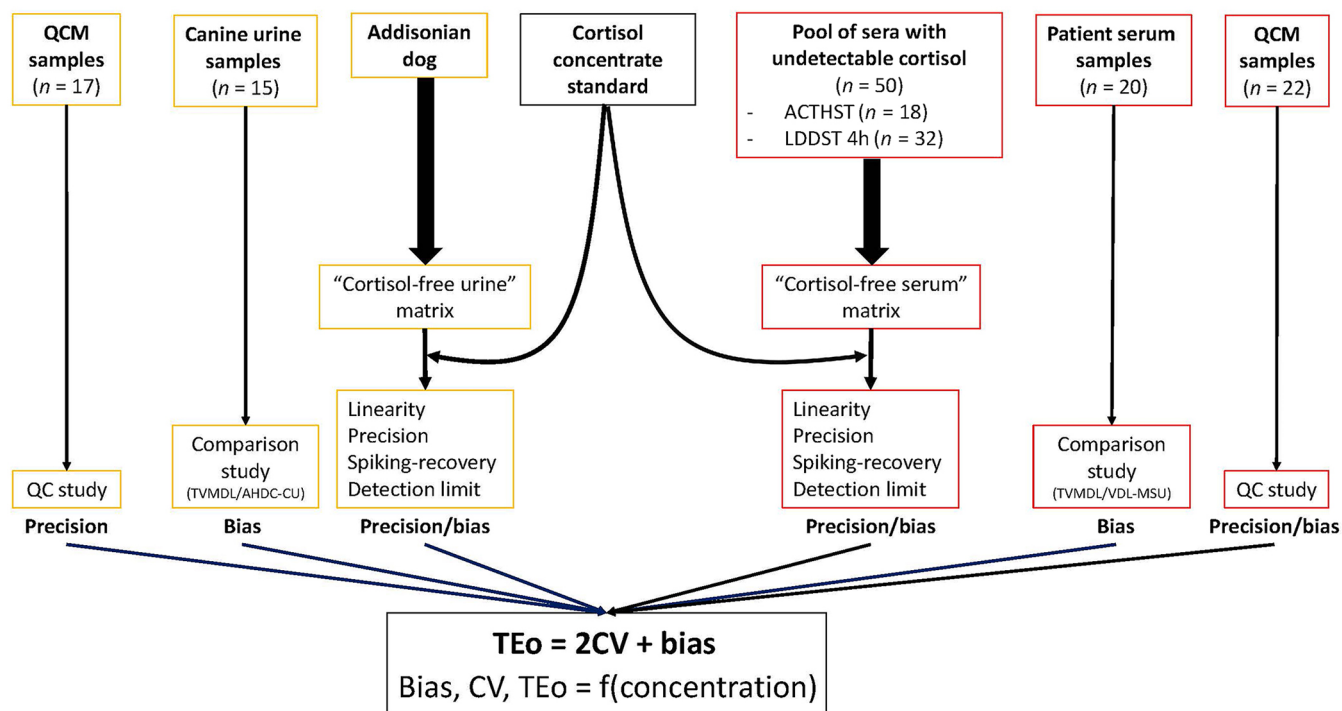 QCM
samples
(n = 17)
Canine urine
samples
(n = 15)
Addisonian
dog
Cortisol
concentrate
standard
Pool of sera with
undetectable cortisol
(n = 50)
- ACTHST (n = 18)
- LDDST 4h (n = 32)
Patient serum
samples
(n = 20)
QCM
samples
(n = 22)
“Cortisol-free urine”
matrix
“Cortisol-free serum”
matrix
QC study
Precision
Comparison
study
(TVMDL/AHDC-CU)
Bias
Linearity
Precision
Spiking-recovery
Detection limit
Precision/bias
Linearity
Precision
Spiking-recovery
Detection limit
Precision/bias
Comparison
study
(TVMDL/VDL-MSU)
Bias
QC study
Precision/bias
TEo = 2CV + bias
Bias, CV, TEo = f(concentration)